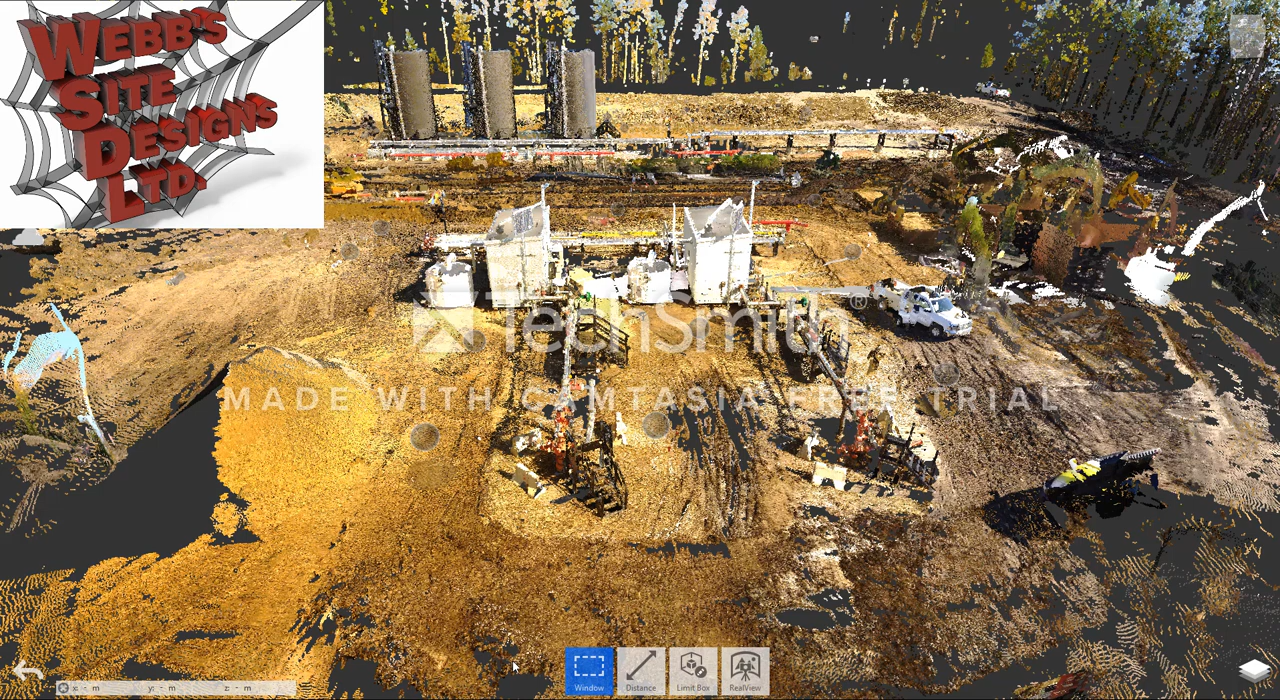 WEBB'S
SITE
DESIGNS
LTD.
TechSmith®
MADE WITH CAMTASIA FREE TRIAL
Window
Distance
Limit Box
RealView
x: - m y: - m z: - m